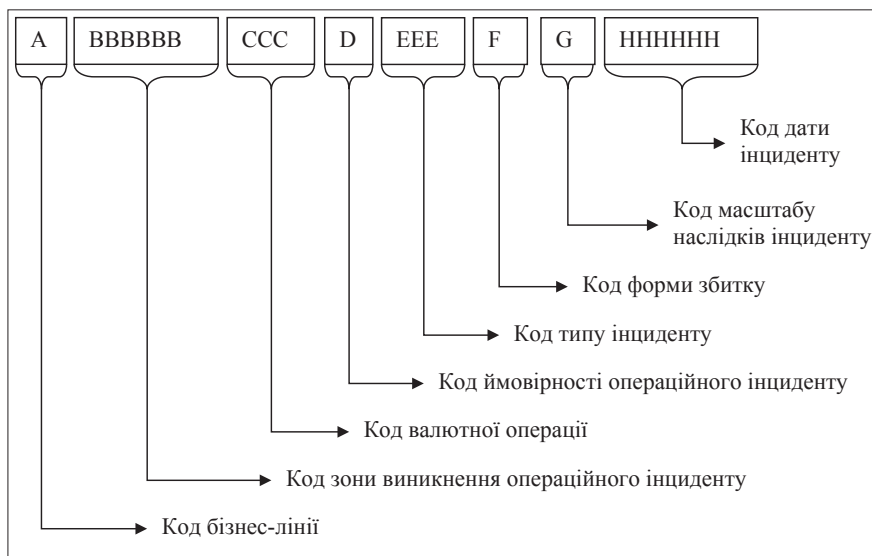 A BBBBBB CCC D EEE F G HHHHHH
Код дати
інциденту
Код масштабу
наслідків інциденту
Код форми збитку
Код типу інциденту
Код ймовірності операційного інциденту
Код валютної операції
Код зони виникнення операційного інциденту
Код бізнес-лінії